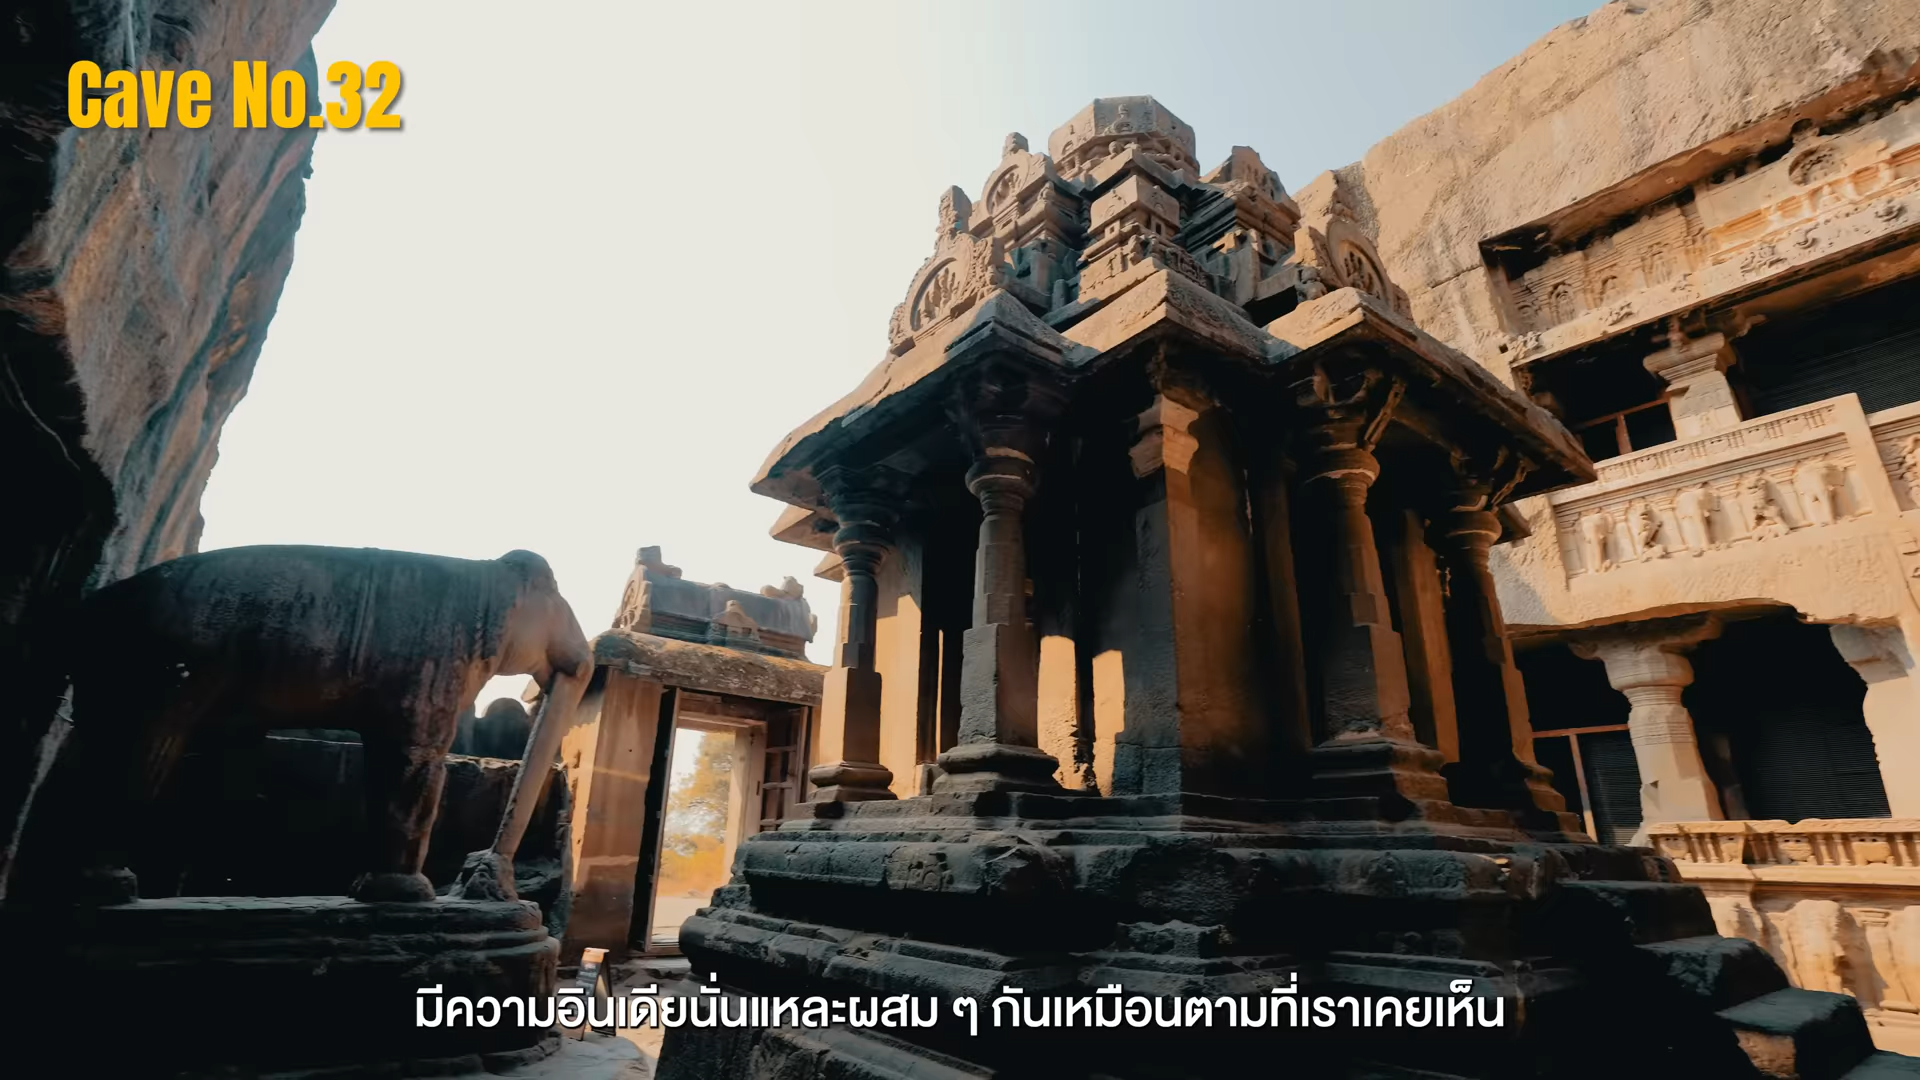 Cave No.32
มีความอินเดียนั่นแหละผสม ๆ กันเหมือนตามที่เราเคยเห็น